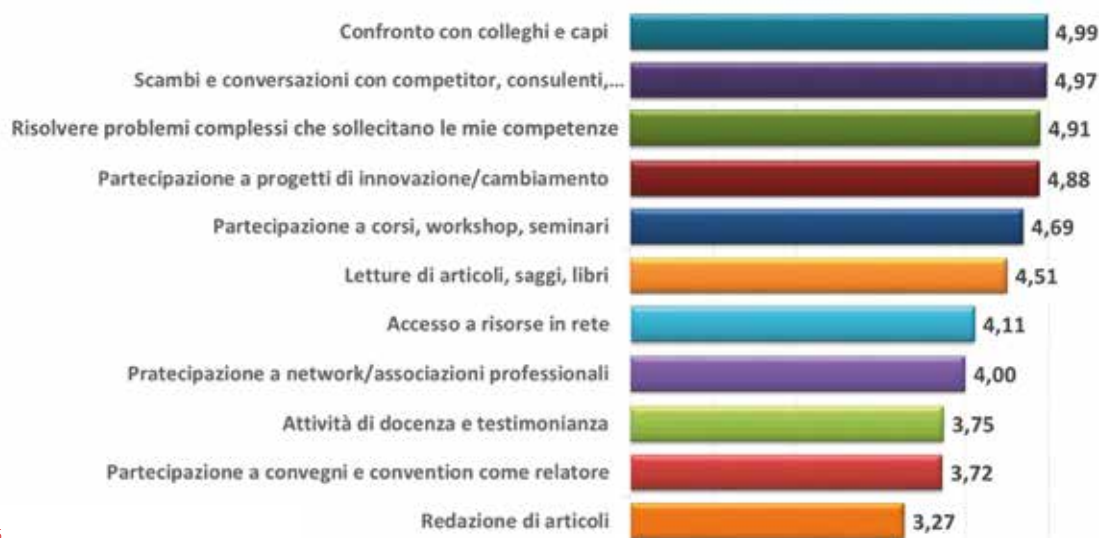 Confronto con colleghi e capi 4,99
Scambi e conversazioni con competitor, consulenti,... 4,97
Risolvere problemi complessi che sollecitano le mie competenze 4,91
Partecipazione a progetti di innovazione/cambiamento 4,88
Partecipazione a corsi, workshop, seminari 4,69
Letture di articoli, saggi, libri 4,51
Accesso a risorse in rete 4,11
Pratecipazione a network/associazioni professionali 4,00
Attività di docenza e testimonianza 3,75
Partecipazione a convegni e convention come relatore 3,72
Redazione di articoli 3,27